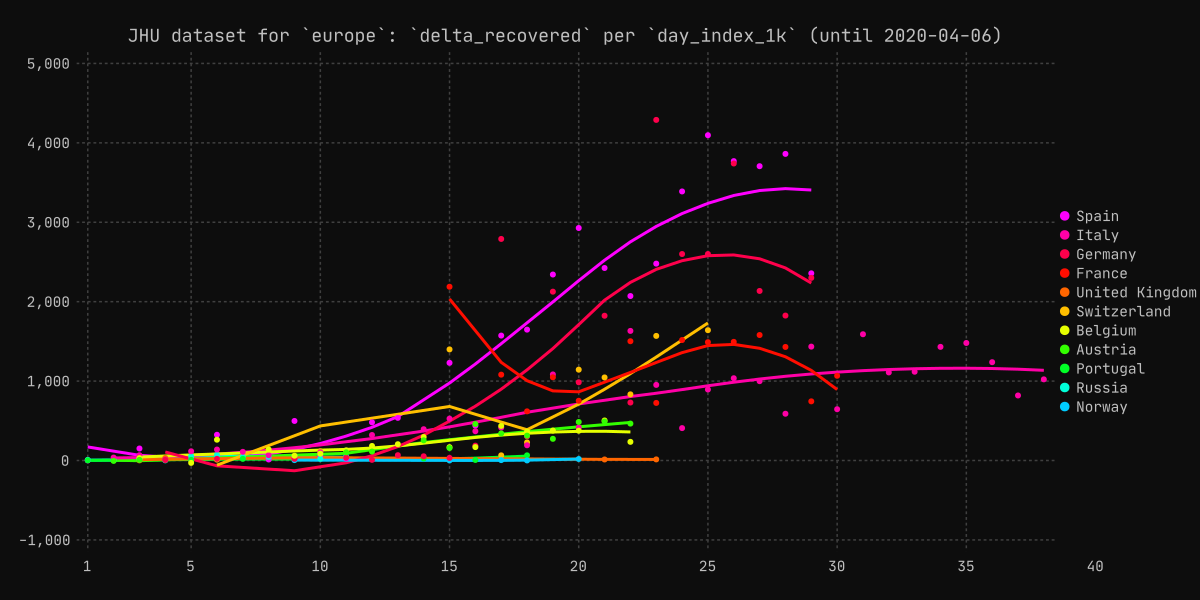 JHU dataset for `europe`: `delta_recovered` per `day_index_1k` (until 2020-04-06)
5,000
4,000
3,000
2,000
1,000
0
-1,000
1 5 10 15 20 25 30 35 40
Spain
Italy
Germany
France
United Kingdom
Switzerland
Belgium
Austria
Portugal
Russia
Norway